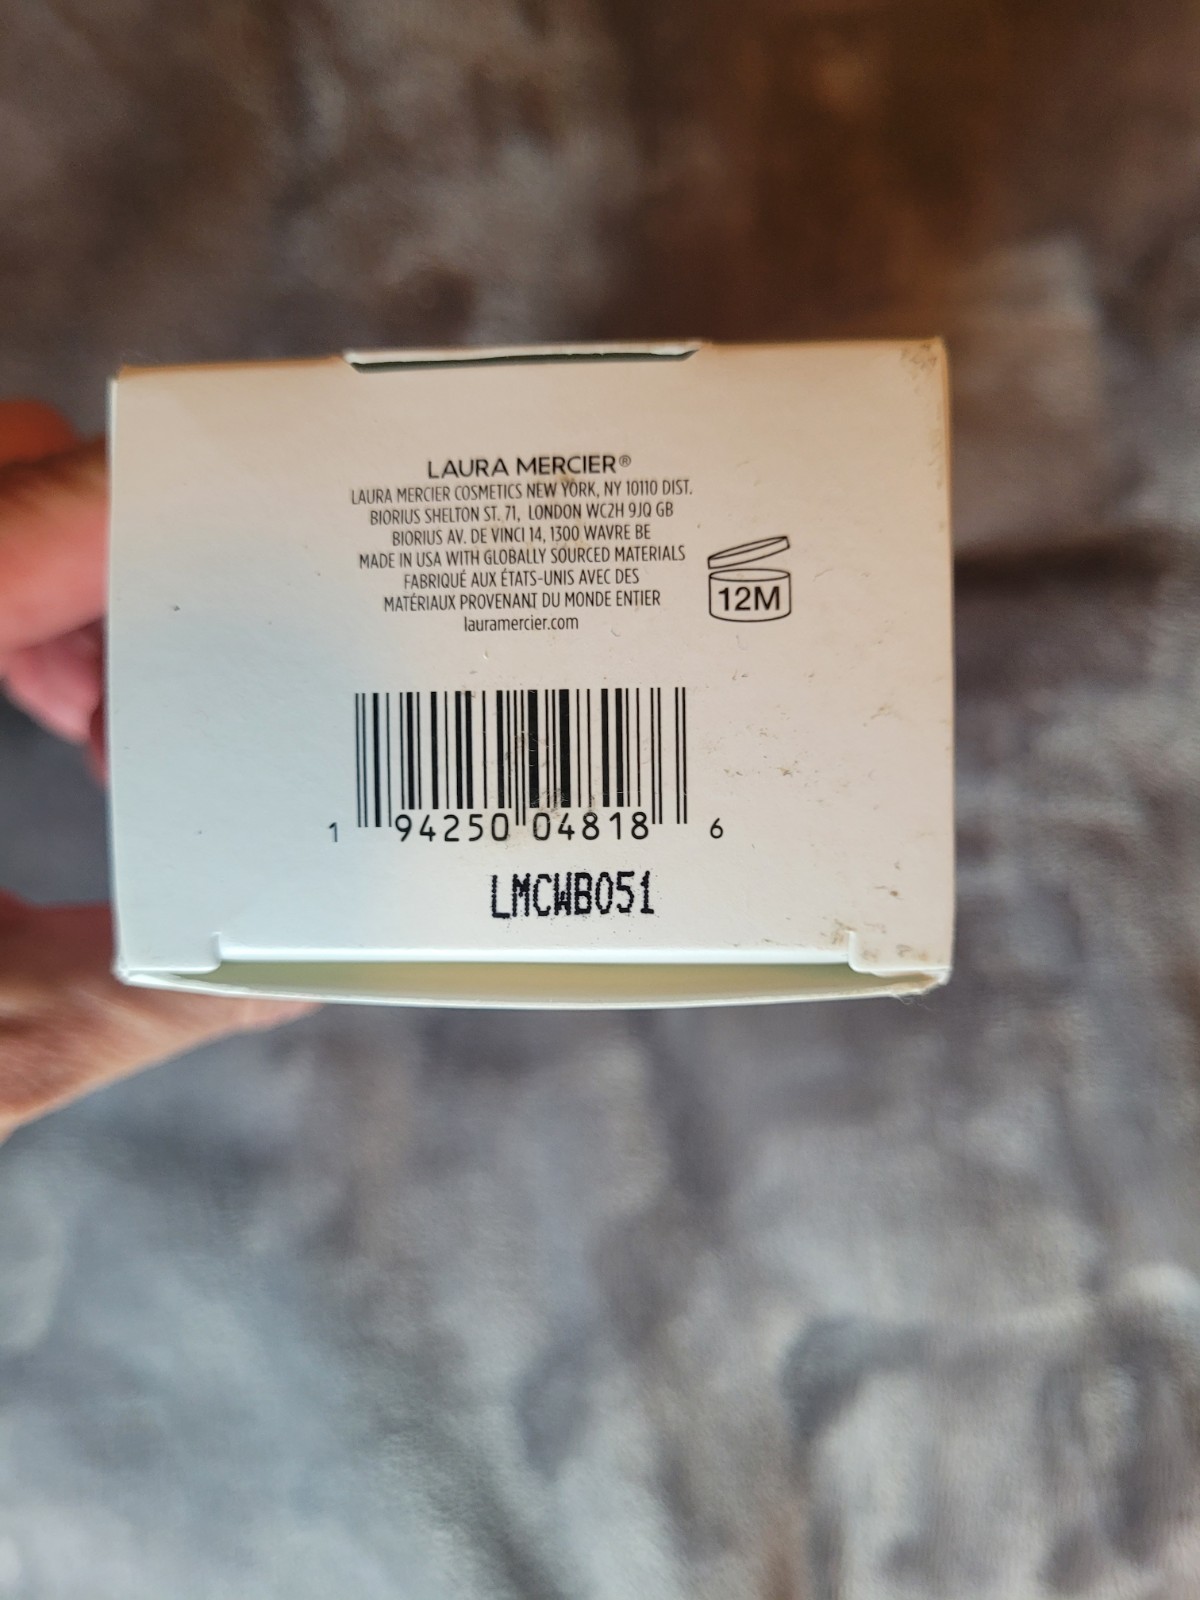 LAURA MERCIER®
LAURA MERCIER COSMETICS NEW YORK, NY 10110 DIST.
BIORIUS SHELTON ST. 71, LONDON WC2H 9JQ GB
BIORIUS AV. DE VINCI 14, 1300 WAVRE BE
MADE IN USA WITH GLOBALLY SOURCED MATERIALS
FABRIQUÉ AUX ÉTATS-UNIS AVEC DES
MATÉRIAUX PROVENANT DU MONDE ENTIER
lauramercier.com
12M
1 94250 04818 6
LMCWB051